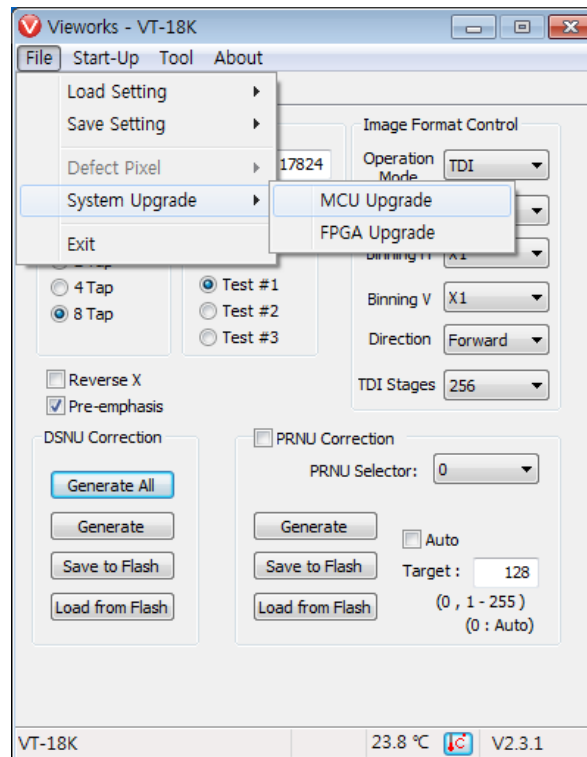 Vieworks - VT-18K
File Start-Up Tool About
Load Setting
Save Setting
Defect Pixel
System Upgrade
Exit
MCU Upgrade
FPGA Upgrade
17824
Image Format Control
Operation Mode TDI
X1
Binning V X1
Direction Forward
TDI Stages 256
4 Tap
8 Tap
Test #1
Test #2
Test #3
Reverse X
Pre-emphasis
DSNU Correction
Generate All
Generate
Save to Flash
Load from Flash
PRNU Correction
PRNU Selector: 0
Generate
Save to Flash
Load from Flash
Auto
Target : 128
(0 , 1 - 255 )
(0 : Auto)
VT-18K 23.8 ℃ V2.3.1